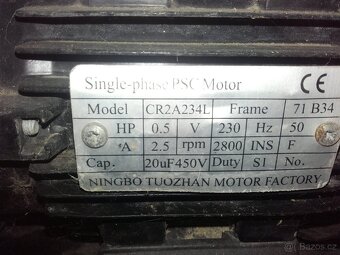 Single-phase PSC Motor CE
Model CR2A234L Frame 71 B34
HP 0.5 V 230 Hz 50
A 2.5 rpm 2800 INS F
Cap. 20uF450V Duty S1 No.
NINGBO TUOZHAN MOTOR FACTORY
Bazos.cz